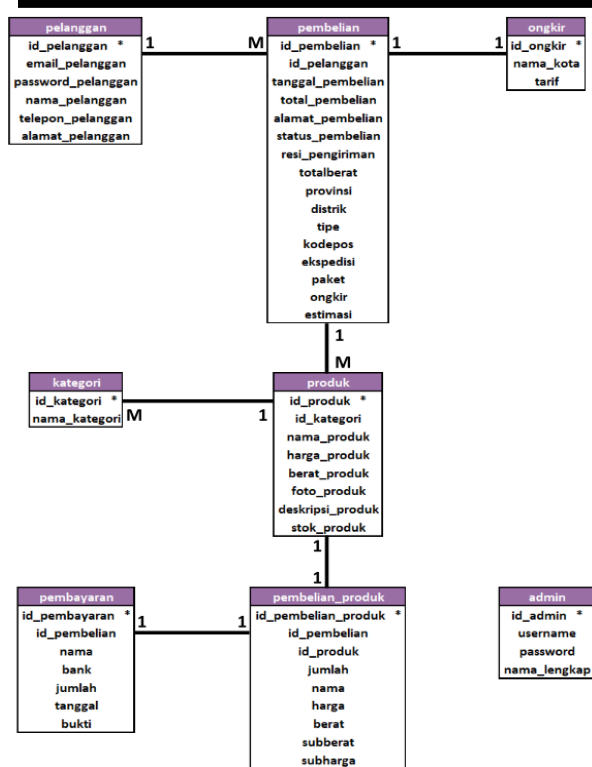 pelanggan
id_pelanggan *
email_pelanggan
password_pelanggan
nama_pelanggan
telepon_pelanggan
alamat_pelanggan
1
M
pembelian
id_pembelian *
id_pelanggan
tanggal_pembelian
total_pembelian
alamat_pembelian
status_pembelian
resi_pengiriman
totalberat
provinsi
distrik
tipe
kodepos
ekspedisi
paket
ongkir
estimasi
1
1
ongkir
id_ongkir *
nama_kota
tarif
1
M
kategori
id_kategori *
nama_kategori
M
1
produk
id_produk *
id_kategori
nama_produk
harga_produk
berat_produk
foto_produk
deskripsi_produk
stok_produk
1
1
pembayaran
id_pembayaran *
id_pembelian
nama
bank
jumlah
tanggal
bukti
1
1
pembelian_produk
id_pembelian_produk *
id_pembelian
id_produk
jumlah
nama
harga
berat
subberat
subharga
admin
id_admin *
username
password
nama_lengkap